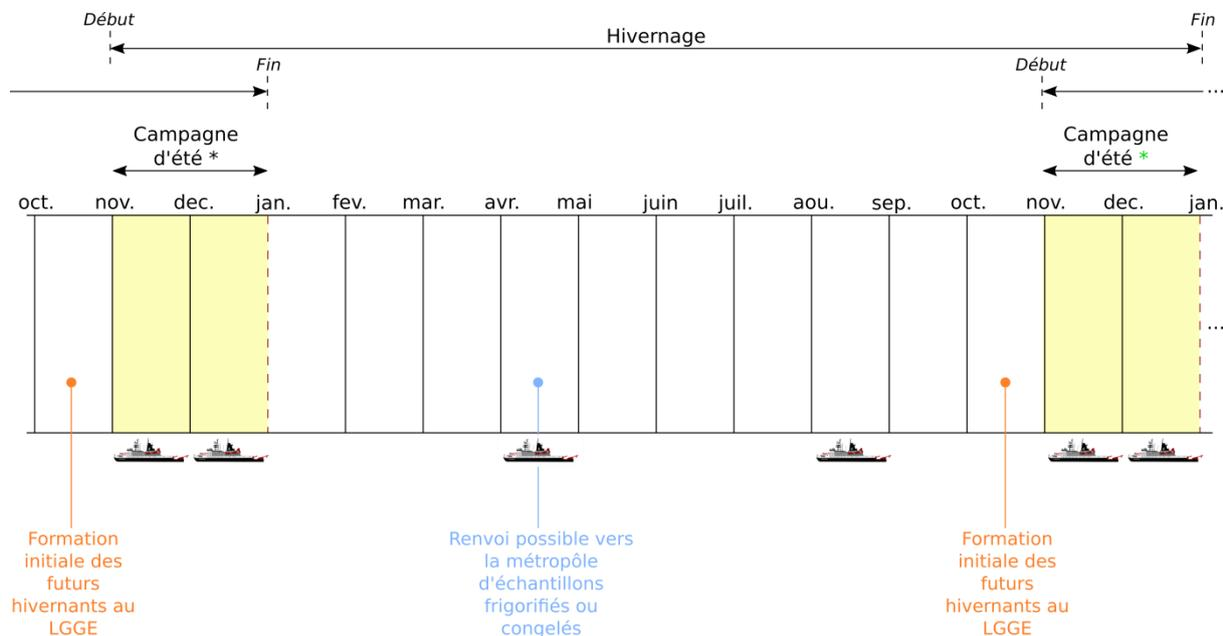 Début
Fin
Hivernage
Fin
Début
...
Campagne
d'été *
Campagne
d'été *
oct. nov. dec. jan. fev. mar. avr. mai juin juil. aou. sep. oct. nov. dec. jan.
...
Formation
initiale des
futurs
hivernants au
LGGE
Renvoi possible vers
la métropôle
d'échantillons
frigorifiés ou
congelés
Formation
initiale des
futurs
hivernants au
LGGE